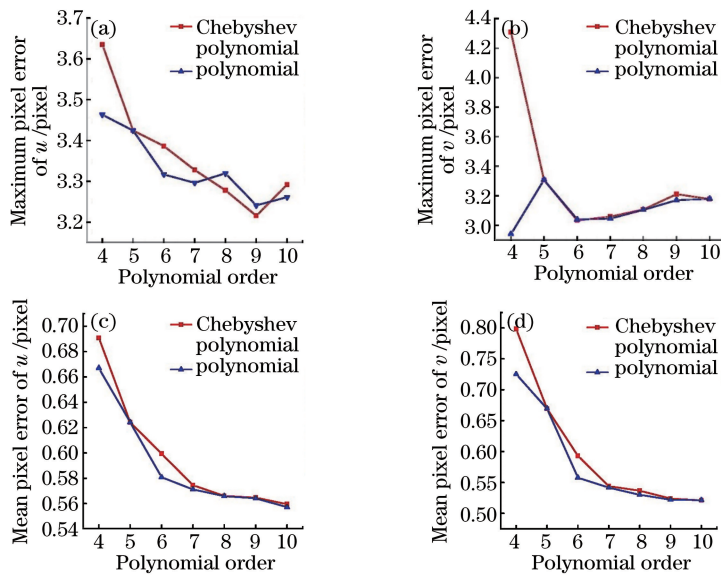 (a)
Chebyshev
polynomial
polynomial
3.7
3.6
3.5
3.4
3.3
3.2
Maximum pixel error
of u/pixel
4 5 6 7 8 9 10
Polynomial order
(b)
Chebyshev
polynomial
polynomial
4.4
4.2
4.0
3.8
3.6
3.4
3.2
3.0
Maximum pixel error
of v/pixel
4 5 6 7 8 9 10
Polynomial order
(c)
Chebyshev
polynomial
polynomial
0.70
0.68
0.66
0.64
0.62
0.60
0.58
0.56
0.54
Mean pixel error of u/pixel
4 5 6 7 8 9 10
Polynomial order
(d)
Chebyshev
polynomial
polynomial
0.80
0.75
0.70
0.65
0.60
0.55
0.50
Mean pixel error of v/pixel
4 5 6 7 8 9 10
Polynomial order